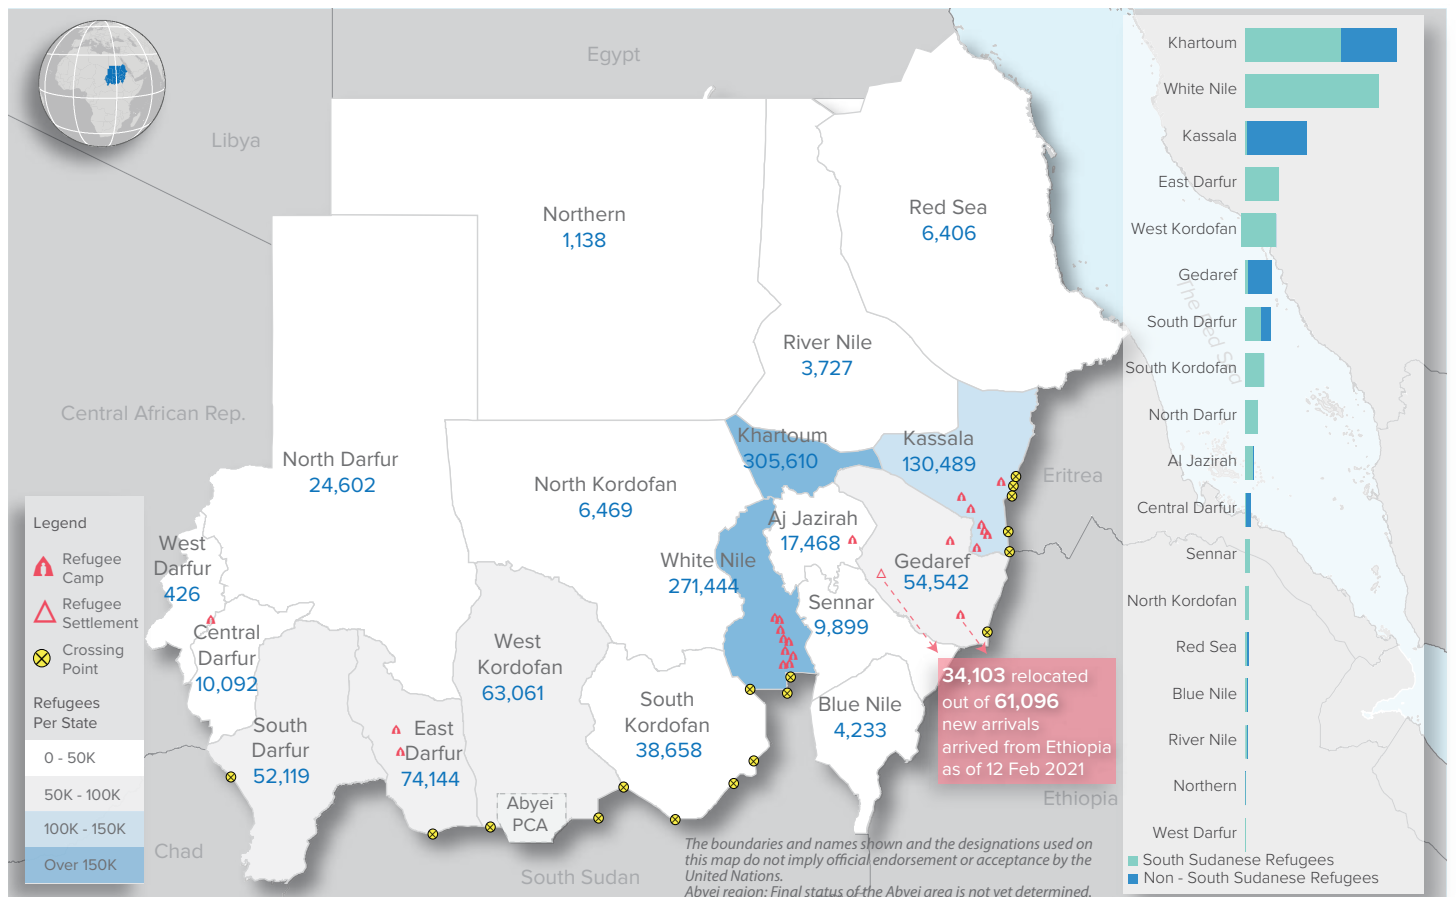 Egypt
Libya
Northern
1,138
Red Sea
6,406
River Nile
3,727
Central African Rep.
Khartoum
305,610
Kassala
130,489
Eritrea
North Darfur
24,602
North Kordofan
6,469
Aj Jazirah
17,468
White Nile
271,444
Gedaref
54,542
West
Darfur
426
Sennar
9,899
Central
Darfur
10,092
West
Kordofan
63,061
South
Kordofan
38,658
Blue Nile
4,233
South
Darfur
52,119
East
Darfur
74,144
Abyei
PCA
Chad
South Sudan
Ethiopia
The Red Sea
34,103 relocated
out of 61,096
new arrivals
arrived from Ethiopia
as of 12 Feb 2021
Legend
Refugee
Camp
Refugee
Settlement
Crossing
Point
Refugees
Per State
0 - 50K
50K - 100K
100K - 150K
Over 150K
The boundaries and names shown and the designations used on
this map do not imply official endorsement or acceptance by the
United Nations.
Abyei region: Final status of the Abyei area is not yet determined.
Khartoum
White Nile
Kassala
East Darfur
West Kordofan
Gedaref
South Darfur
South Kordofan
North Darfur
Al Jazirah
Central Darfur
Sennar
North Kordofan
Red Sea
Blue Nile
River Nile
Northern
West Darfur
South Sudanese Refugees
Non - South Sudanese Refugees